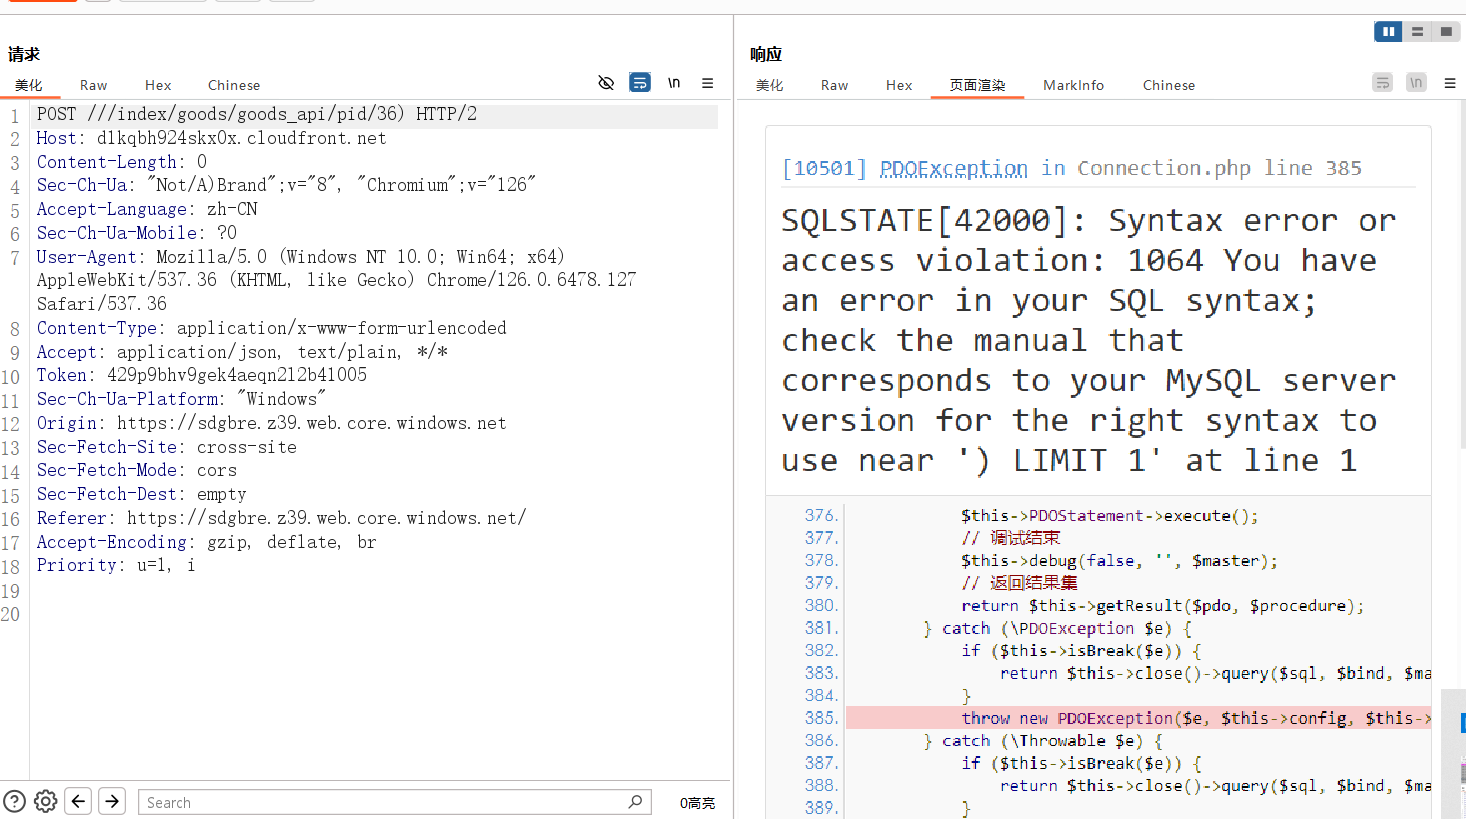 请求
美化 Raw Hex Chinese \n
1 POST ///index/goods/goods_api/pid/36) HTTP/2
2 Host: dlkqbh924skx0x.cloudfront.net
3 Content-Length: 0
4 Sec-Ch-Ua: "Not/A)Brand";v="8", "Chromium";v="126"
5 Accept-Language: zh-CN
6 Sec-Ch-Ua-Mobile: ?0
7 User-Agent: Mozilla/5.0 (Windows NT 10.0; Win64; x64)
AppleWebKit/537.36 (KHTML, like Gecko) Chrome/126.0.6478.127
Safari/537.36
8 Content-Type: application/x-www-form-urlencoded
9 Accept: application/json, text/plain, */*
10 Token: 429p9bhv9gek4aeqn2l2b41005
11 Sec-Ch-Ua-Platform: "Windows"
12 Origin: https://sdgbre.z39.web.core.windows.net
13 Sec-Fetch-Site: cross-site
14 Sec-Fetch-Mode: cors
15 Sec-Fetch-Dest: empty
16 Referer: https://sdgbre.z39.web.core.windows.net/
17 Accept-Encoding: gzip, deflate, br
18 Priority: u=1, i
19
20
Search 0高亮
响应
美化 Raw Hex 页面渲染 MarkInfo Chinese \n
[10501] PDOException in Connection.php line 385
SQLSTATE[42000]: Syntax error or
access violation: 1064 You have
an error in your SQL syntax;
check the manual that
corresponds to your MySQL server
version for the right syntax to
use near ') LIMIT 1' at line 1
376. $this->PDOStatement->execute();
377. // 调试结束
378. $this->debug(false, '', $master);
379. // 返回结果集
380. return $this->getResult($pdo, $procedure);
381. } catch (\PDOException $e) {
382. if ($this->isBreak($e)) {
383. return $this->close()->query($sql, $bind, $ma
384. }
385. throw new PDOException($e, $this->config, $this->
386. } catch (\Throwable $e) {
387. if ($this->isBreak($e)) {
388. return $this->close()->query($sql, $bind, $ma
389. }